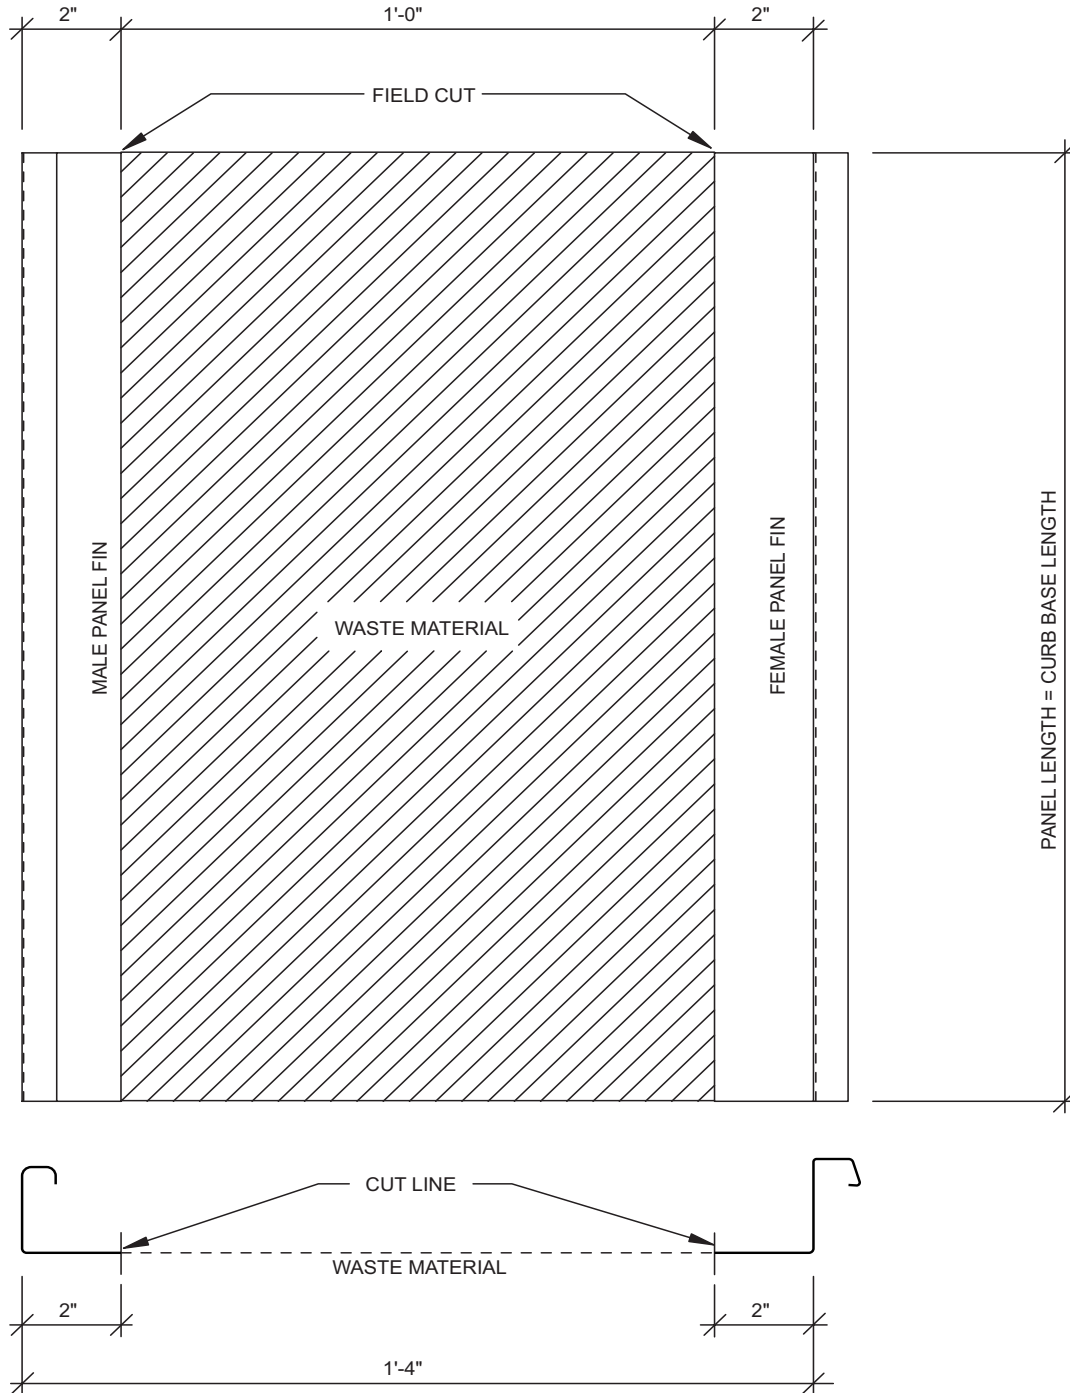 2"
1'-0"
2"
FIELD CUT
MALE PANEL FIN
WASTE MATERIAL
FEMALE PANEL FIN
PANEL LENGTH = CURB BASE LENGTH
CUT LINE
WASTE MATERIAL
2"
2"
1'-4"